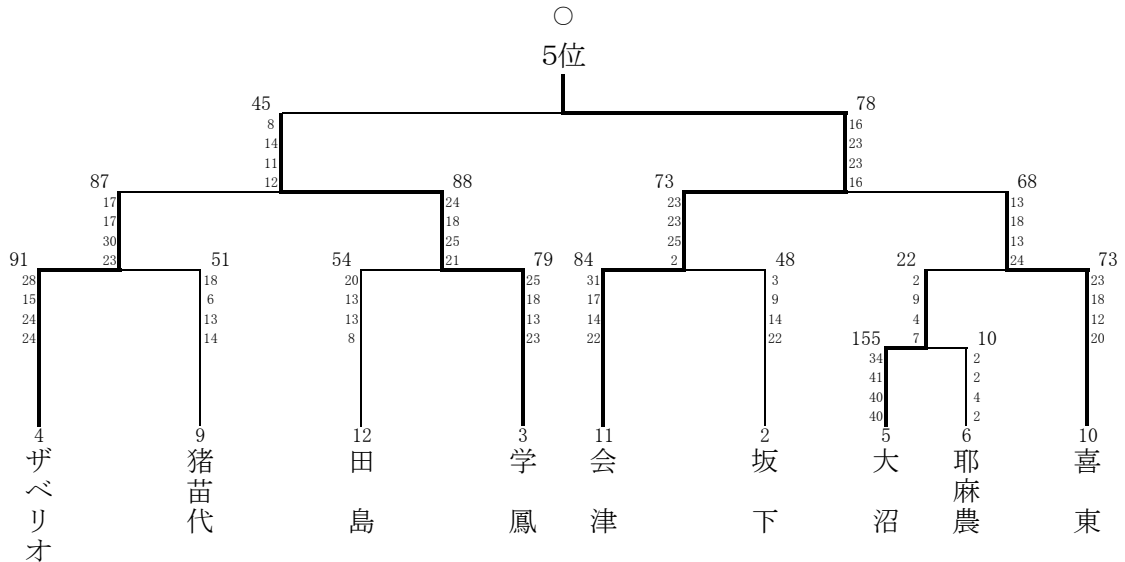 ○
5位
45 78
8 16
14 23
11 23
12 16
87 88 73 68
17 24 23 13
17 18 23 18
30 25 25 13
23 21 2 24
91 51 54 79 84 48 22 73
28 18 20 25 31 3 2 23
15 6 13 18 17 9 9 18
24 13 13 13 14 14 4 12
24 14 8 23 22 22 7 20
155 10
34 2
41 2
40 4
40 2
4 9 12 3 11 2 5 6 10
ザベリオ
猪苗代
田島
学鳳
会津
坂下
大沼
耶麻農
喜東